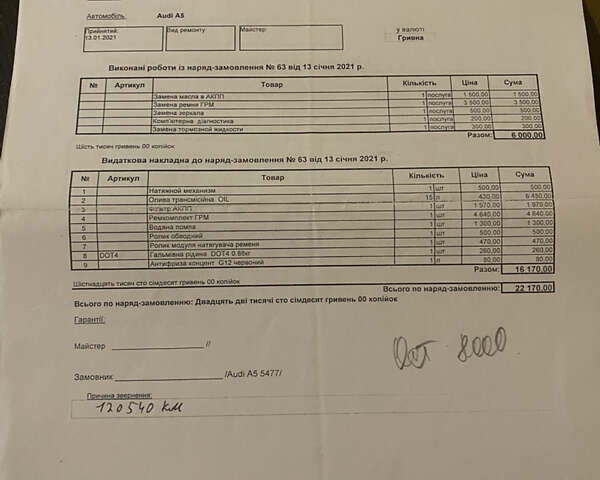 Автомобіль: Audi A5
Прийнятий: Вид ремонту: Майстер: у валюті
13.01.2021 Гривна
Виконані роботи із наряд-замовлення № 63 від 13 січня 2021 р.
№ Артикул Товар Кількість Ціна Сума
Замена масла в АКПП 1 послуга 1 500,00 1 500,00
Замена ремня ГРМ 1 послуга 3 500,00 3 500,00
Замена зеркала 1 послуга 500,00 500,00
Комп'ютерна діагностика 1 послуга 200,00 200,00
Замена тормозной жидкости 1 послуга 300,00 300,00
Разом: 6 000,00
Шість тисяч гривень 00 копійок
Видаткова накладна до наряд-замовлення № 63 від 13 січня 2021 р.
№ Артикул Товар Кількість Ціна Сума
1 Натяжной механизм 1 шт 500,00 500,00
2 Олива трансмісійна OIL 15 л 430,00 6 450,00
3 Фільтр АКПП 1 шт 1 970,00 1 970,00
4 Ремкомплект ГРМ 1 шт 4 640,00 4 640,00
5 Водяна помпа 1 шт 1 300,00 1 300,00
6 Ролик обводний 1 шт 500,00 500,00
7 Ролик модуля натягувача ременя 1 шт 470,00 470,00
8 DOT4 Гальмівна рідина DOT4 0.86кг 1 шт 260,00 260,00
9 Антифриза концент G12 червоний 1 л 80,00 80,00
Разом: 16 170,00
Шістнадцять тисяч сто сімдесят гривень 00 копійок
Всього по наряд-замовленню: 22 170,00
Всього по наряд-замовленню: Двадцять дві тисячі сто сімдесят гривень 00 копійок
Гарантії:
Майстер //
8000
Замовник /Audi A5 5477/
Причина звернення:
120540 км